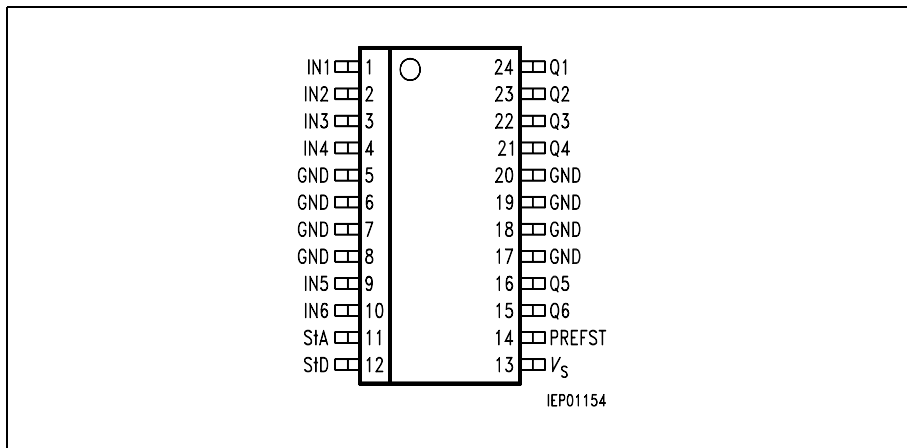 IN1 1 24 Q1
IN2 2 23 Q2
IN3 3 22 Q3
IN4 4 21 Q4
GND 5 20 GND
GND 6 19 GND
GND 7 18 GND
GND 8 17 GND
IN5 9 16 Q5
IN6 10 15 Q6
StA 11 14 PREFST
StD 12 13 VS
IEP01154